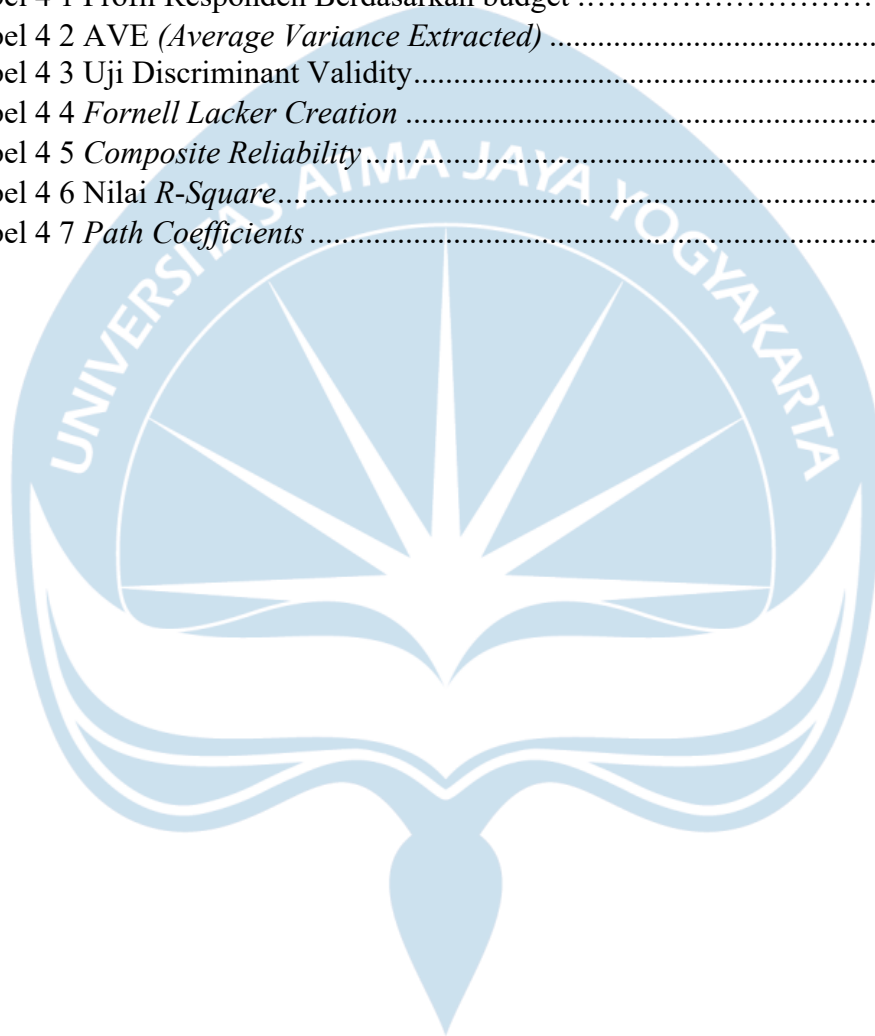 bel 4 1 Profil Responden Berdasarkan budget ……………………
bel 4 2 AVE (Average Variance Extracted) ..........................................
bel 4 3 Uji Discriminant Validity............................................................
bel 4 4 Fornell Lacker Creation .............................................................
bel 4 5 Composite Reliability..................................................................
bel 4 6 Nilai R-Square..............................................................................
bel 4 7 Path Coefficients .........................................................................
UNIVERSITAS ATMA JAYA YOGYAKARTA